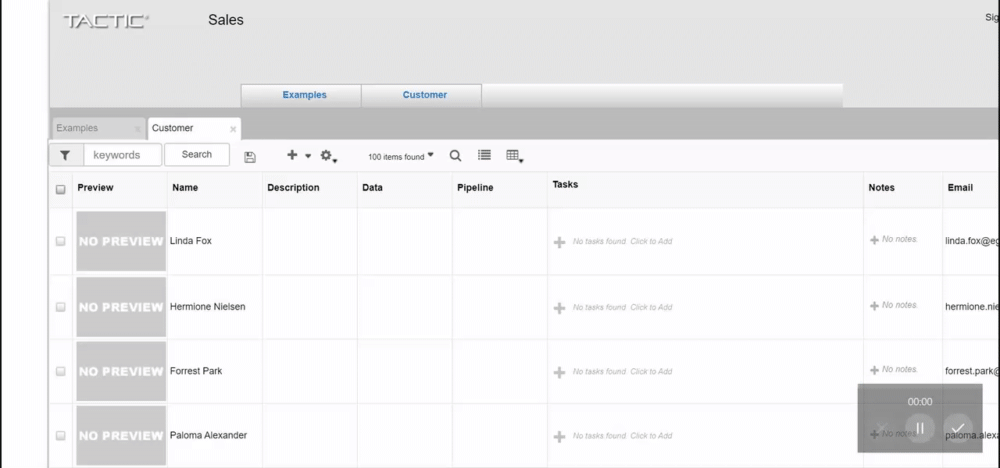 TACTIC® Sales Sig
Examples Customer
Examples × Customer ×
keywords Search 100 items found
Preview Name Description Data Pipeline Tasks Notes Email
NO PREVIEW Linda Fox No tasks found. Click to Add No notes. linda.fox@eg
NO PREVIEW Hermione Nielsen No tasks found. Click to Add No notes. hermione.nie
NO PREVIEW Forrest Park No tasks found. Click to Add No notes. forrest.park@
00:00
NO PREVIEW Paloma Alexander No tasks found. Click to Add No notes. paloma.alexa